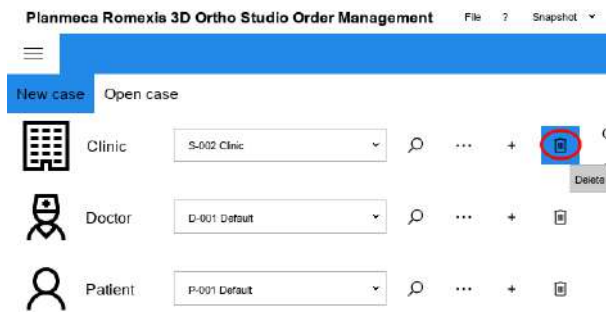 Planmeca Romexis 3D Ortho Studio Order Management File ? Snapshot
New case Open case
Clinic S-002 Clinic ... +
Delete
Doctor D-001 Default ... +
Patient P-001 Default ... +